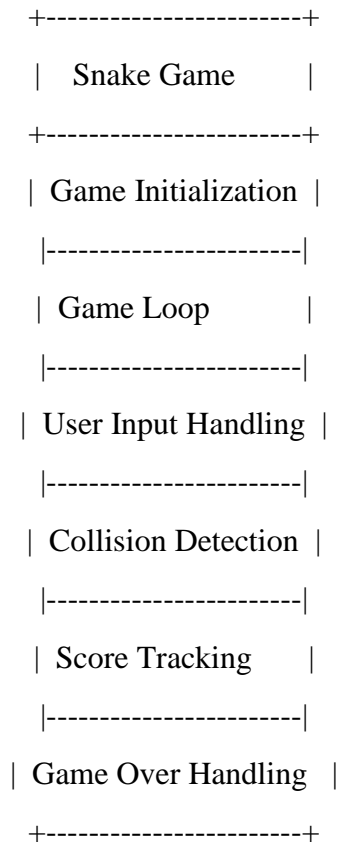 +------------------------+
| Snake Game |
+------------------------+
| Game Initialization |
|------------------------|
| Game Loop |
|------------------------|
| User Input Handling |
|------------------------|
| Collision Detection |
|------------------------|
| Score Tracking |
|------------------------|
| Game Over Handling |
+------------------------+